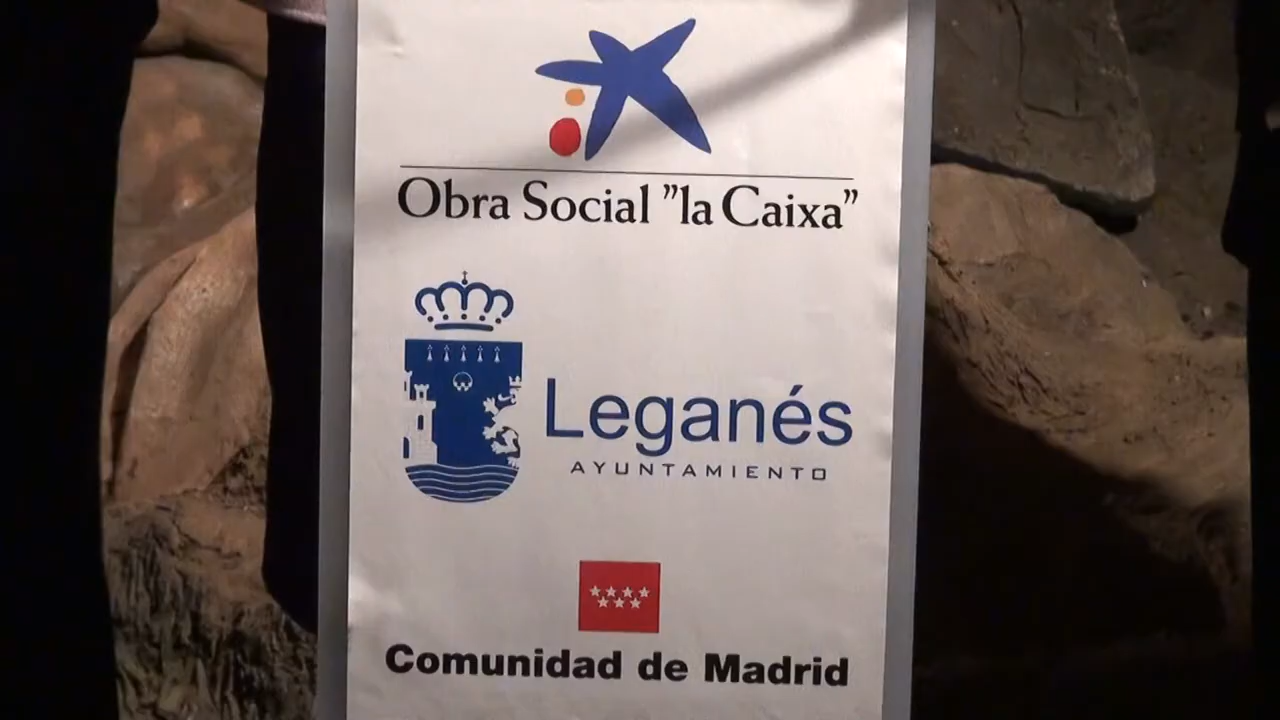 Obra Social "la Caixa"
Leganés
AYUNTAMIENTO
Comunidad de Madrid